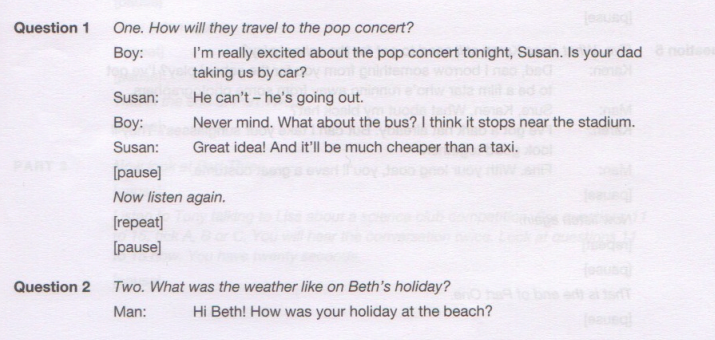 Question 1 One. How will they travel to the pop concert?
Boy: I'm really excited about the pop concert tonight, Susan. Is your dad
taking us by car?
Susan: He can't – he's going out.
Boy: Never mind. What about the bus? I think it stops near the stadium.
Susan: Great idea! And it'll be much cheaper than a taxi.
[pause]
Now listen again.
[repeat]
[pause]
Question 2 Two. What was the weather like on Beth's holiday?
Man: Hi Beth! How was your holiday at the beach?